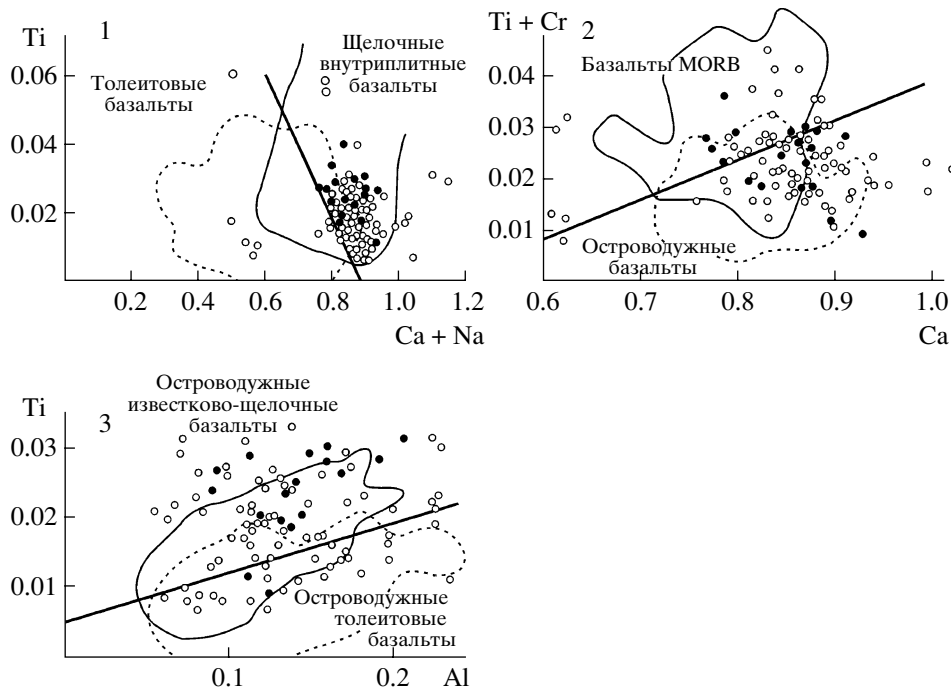 Ti
1
0.06
0.04
0.02
Толеитовые
базальты
Щелочные
внутриплитные
базальты
0.2 0.4 0.6 0.8 1.0 1.2
Ca + Na
Ti + Cr
2
0.04
0.03
0.02
0.01
Базальты MORB
Островодужные
базальты
0.6 0.7 0.8 0.9 1.0
Ca
Ti
3
0.03
0.02
0.01
Островодужные
известково-щелочные
базальты
Островодужные
толеитовые
базальты
0.1 0.2 Al